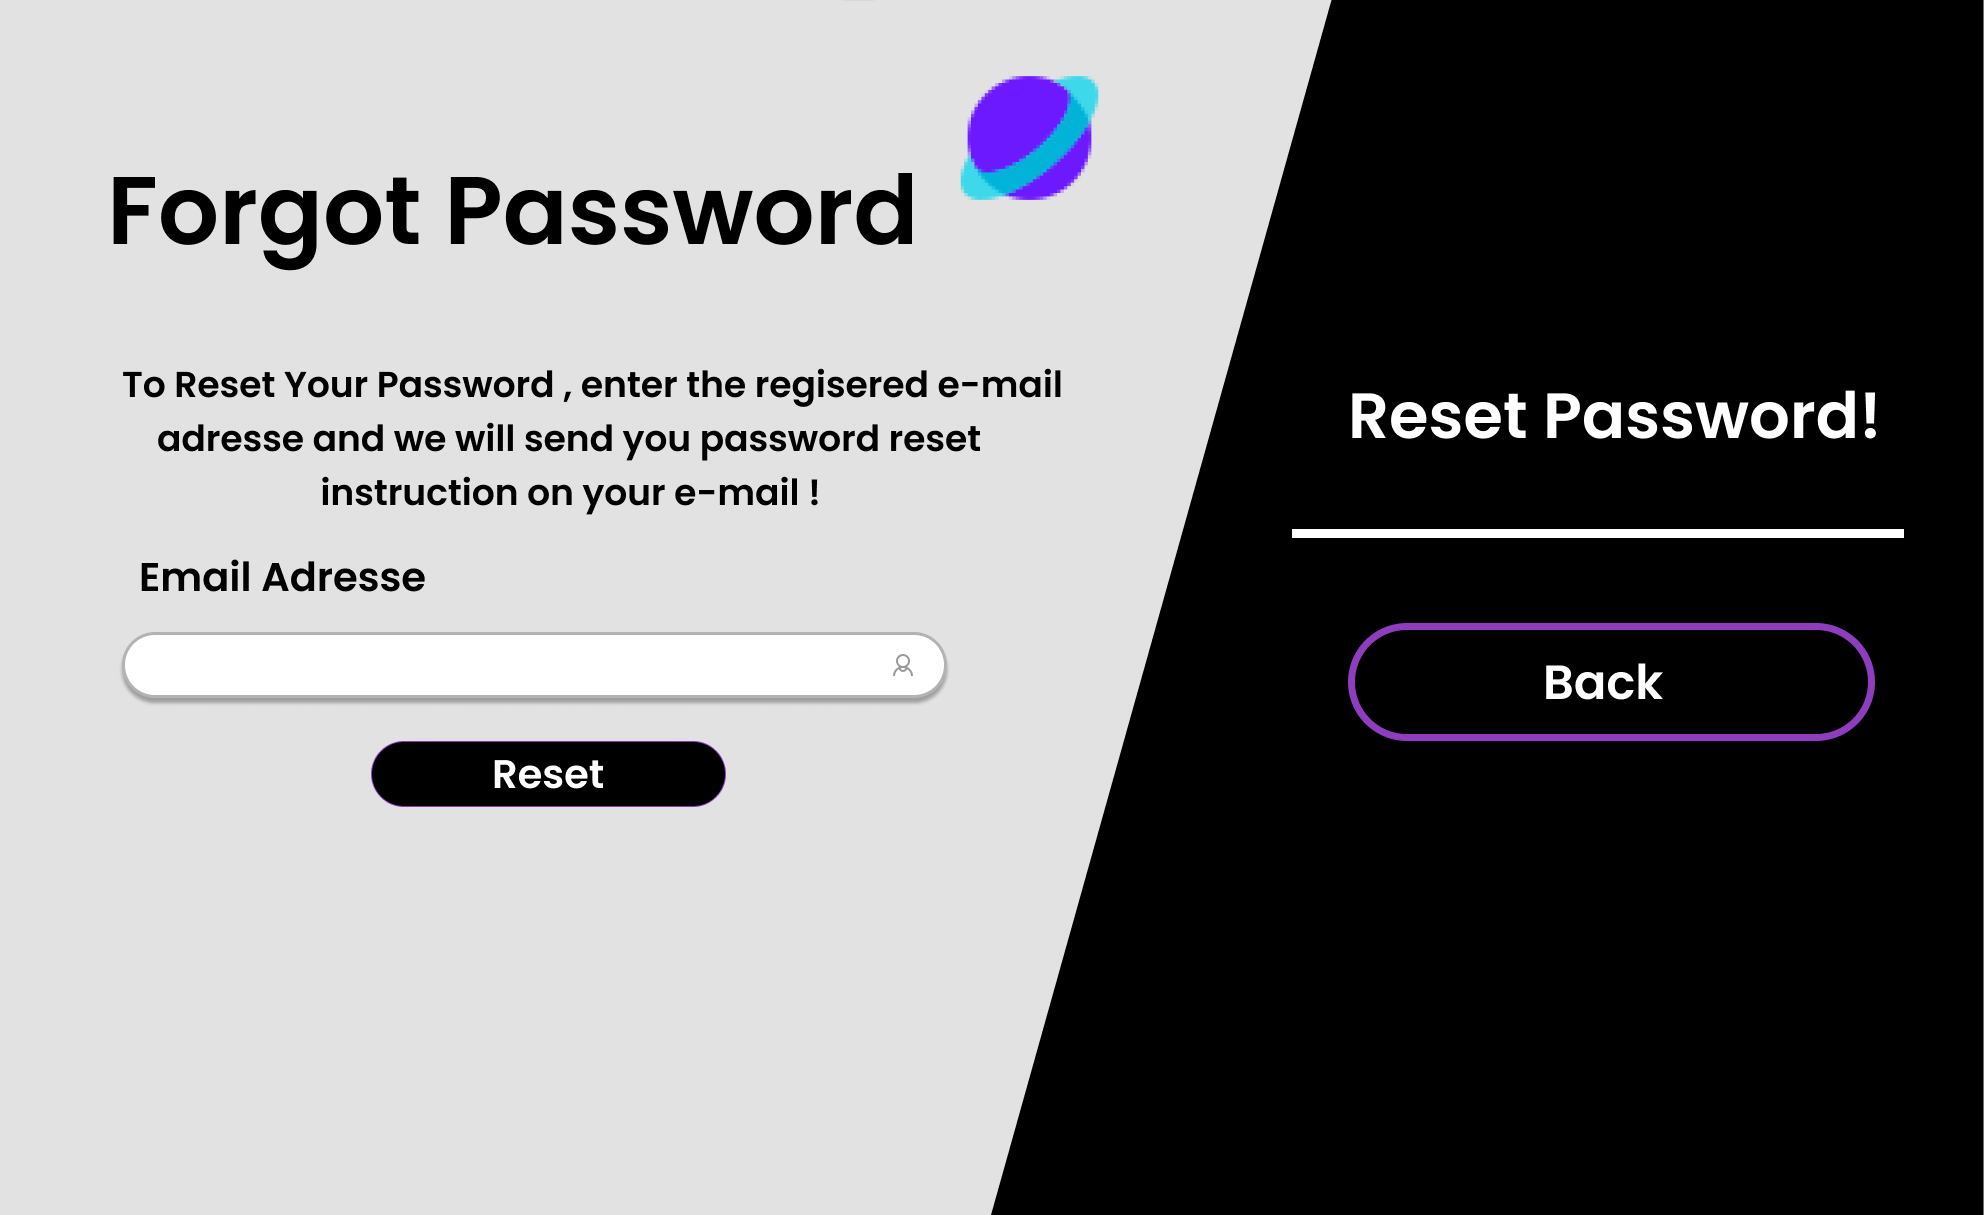 Forgot Password
To Reset Your Password , enter the regisered e-mail
adresse and we will send you password reset
instruction on your e-mail !
Email Adresse
Reset
Reset Password!
Back